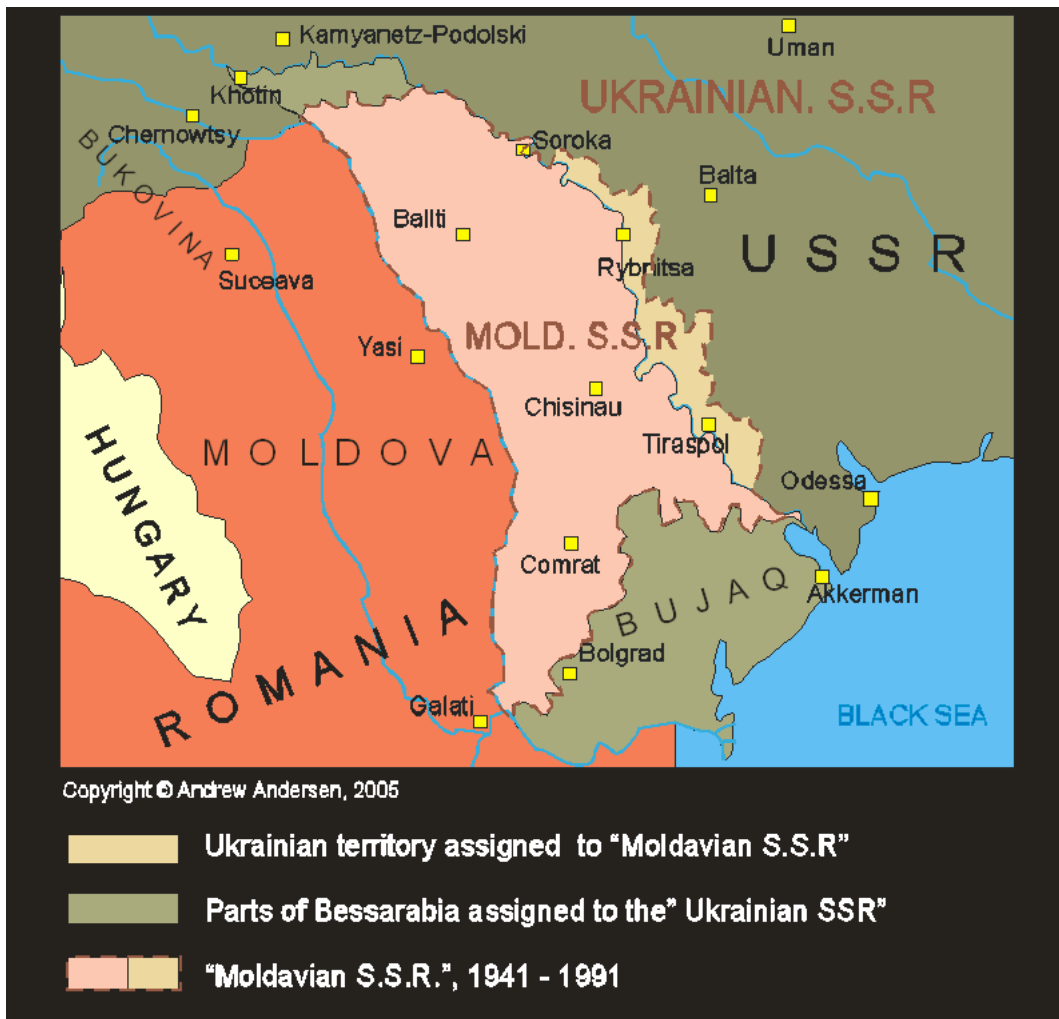 Kamyanetz-Podolski
Uman
Khotin
UKRAINIAN. S.S.R
Chernowtsy
Soroka
BUKOVINA
Balta
Ballti
USSR
Suceava
Rybnitsa
MOLD. S.S.R
Yasi
Chisinau
MOLDOVA
Tiraspol
HUNGARY
Odessa
Comrat
BUJAQ
Akkerman
ROMANIA
Bolgrad
Galati
BLACK SEA
Copyright © Andrew Andersen, 2005
Ukrainian territory assigned to “Moldavian S.S.R”
Parts of Bessarabia assigned to the” Ukrainian SSR”
“Moldavian S.S.R.”, 1941 - 1991